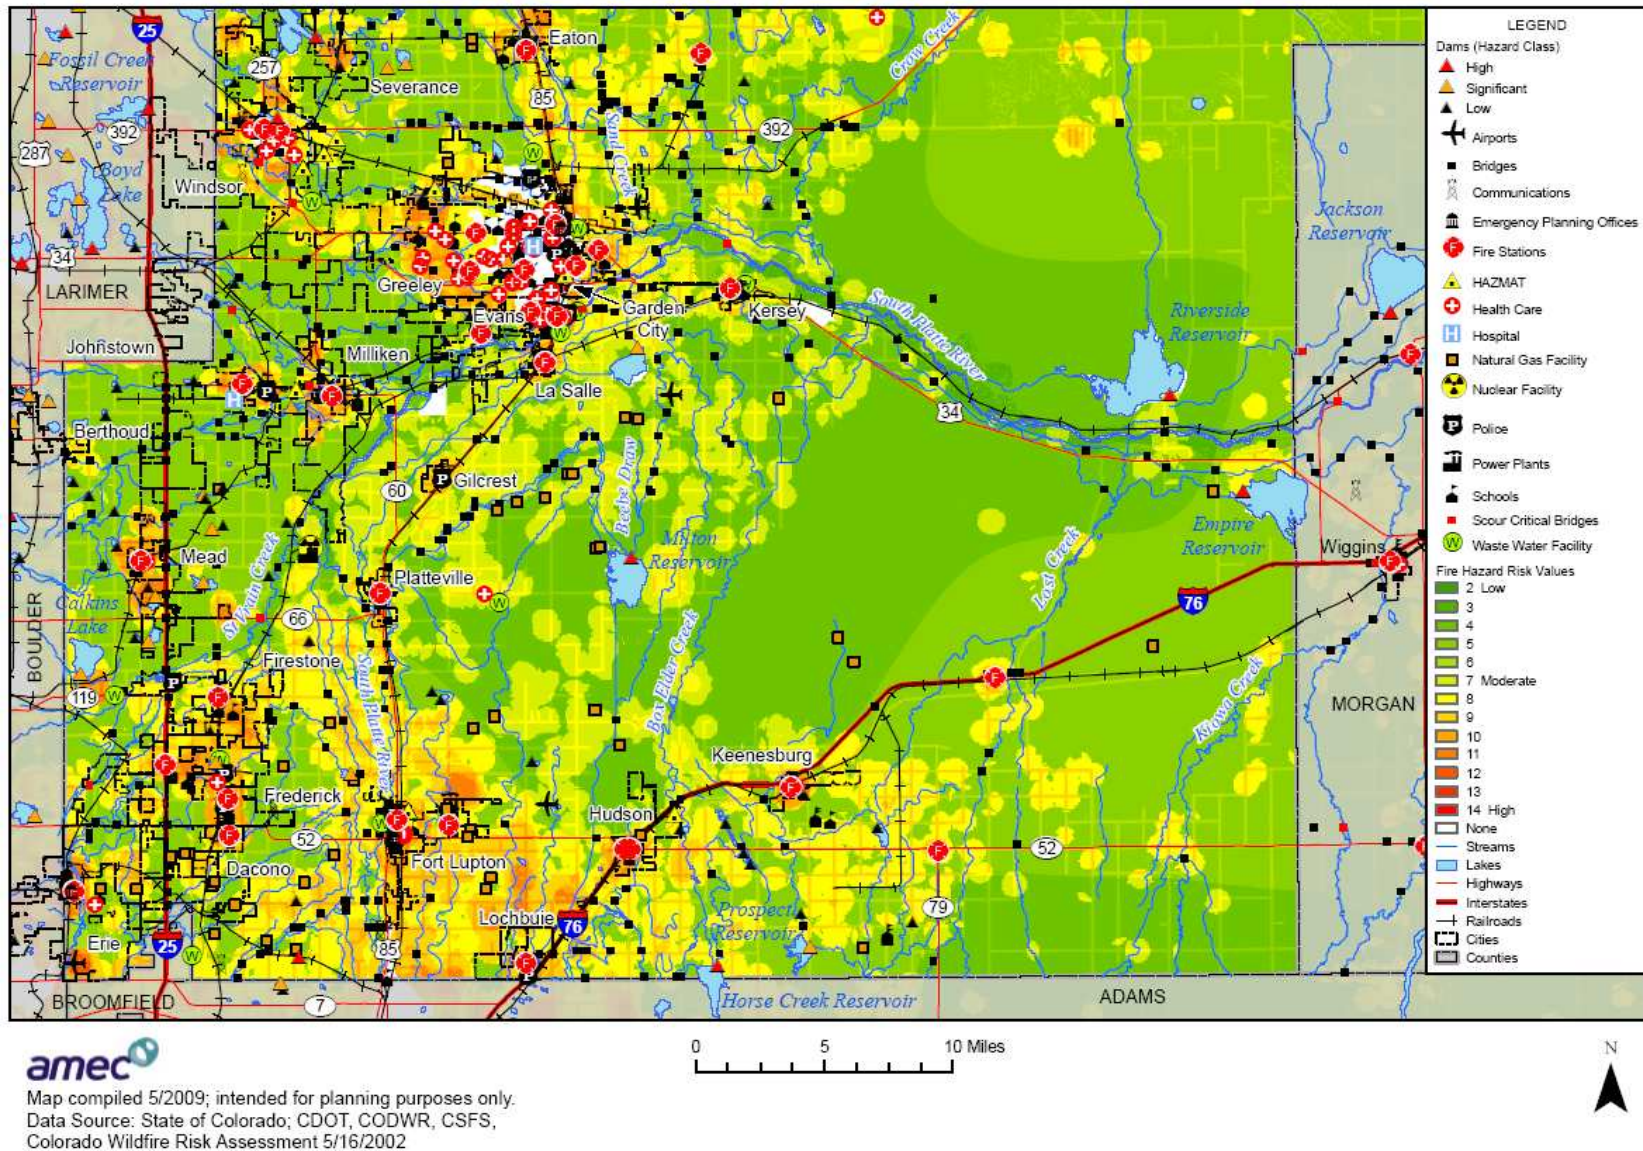 25
Eaton
Fossil Creek
Reservoir
257
Severance
85
Crow Creek
392
287
392
Sand Creek
Boyd
Lake
Windsor
Jackson
Reservoir
34
LARIMER
Greeley
Evans
Garden
City
Kersey
South Platte River
Riverside
Reservoir
Johnstown
Milliken
La Salle
34
Berthoud
60
Gilcrest
Beebe Draw
Empire
Reservoir
Mead
St Vrain Creek
Milton
Reservoir
Lost Creek
Wiggins
Platteville
76
BOULDER
Calkins
Lake
66
Firestone
South Platte River
Box Elder Creek
Kiowa Creek
119
MORGAN
Keenesburg
Frederick
Hudson
52
Fort Lupton
52
Dacono
Lochbuie
76
Prospect
Reservoir
79
Erie
25
85
BROOMFIELD
7
Horse Creek Reservoir
ADAMS
LEGEND
Dams (Hazard Class)
High
Significant
Low
Airports
Bridges
Communications
Emergency Planning Offices
Fire Stations
HAZMAT
Health Care
Hospital
Natural Gas Facility
Nuclear Facility
Police
Power Plants
Schools
Scour Critical Bridges
Waste Water Facility
Fire Hazard Risk Values
2 Low
3
4
5
6
7 Moderate
8
9
10
11
12
13
14 High
None
Streams
Lakes
Highways
Interstates
Railroads
Cities
Counties
amec
0 5 10 Miles
N
Map compiled 5/2009; intended for planning purposes only.
Data Source: State of Colorado; CDOT, CODWR, CSFS,
Colorado Wildfire Risk Assessment 5/16/2002